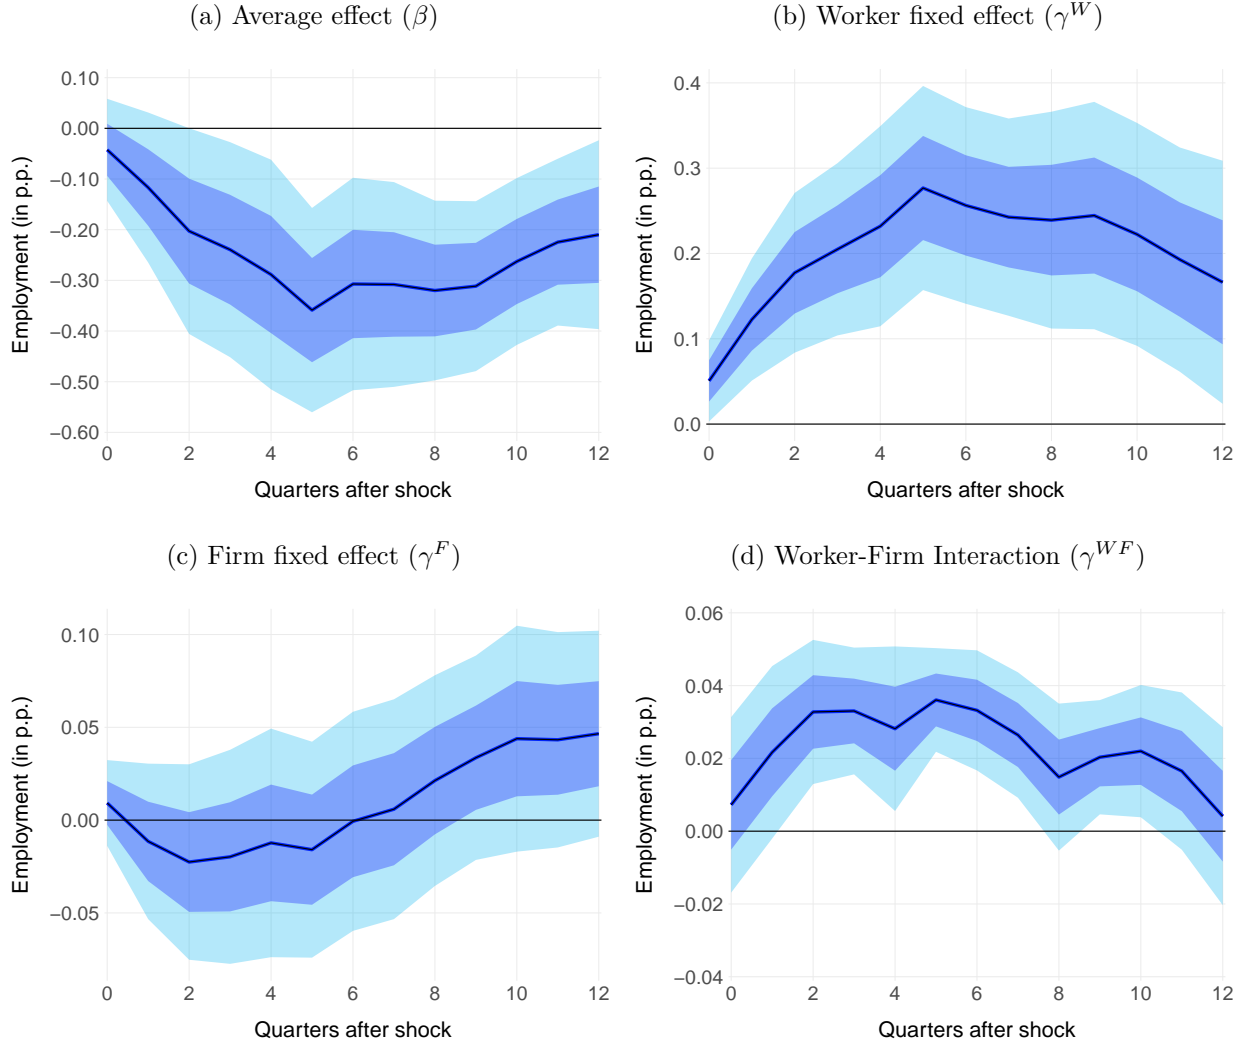 (a) Average effect (β)
0.10
0.00
−0.10
−0.20
−0.30
−0.40
−0.50
−0.60
Employment (in p.p.)
0 2 4 6 8 10 12
Quarters after shock
(b) Worker fixed effect (γ^W)
0.4
0.3
0.2
0.1
0.0
Employment (in p.p.)
0 2 4 6 8 10 12
Quarters after shock
(c) Firm fixed effect (γ^F)
0.10
0.05
0.00
−0.05
Employment (in p.p.)
0 2 4 6 8 10 12
Quarters after shock
(d) Worker-Firm Interaction (γ^{WF})
0.06
0.04
0.02
0.00
−0.02
−0.04
Employment (in p.p.)
0 2 4 6 8 10 12
Quarters after shock